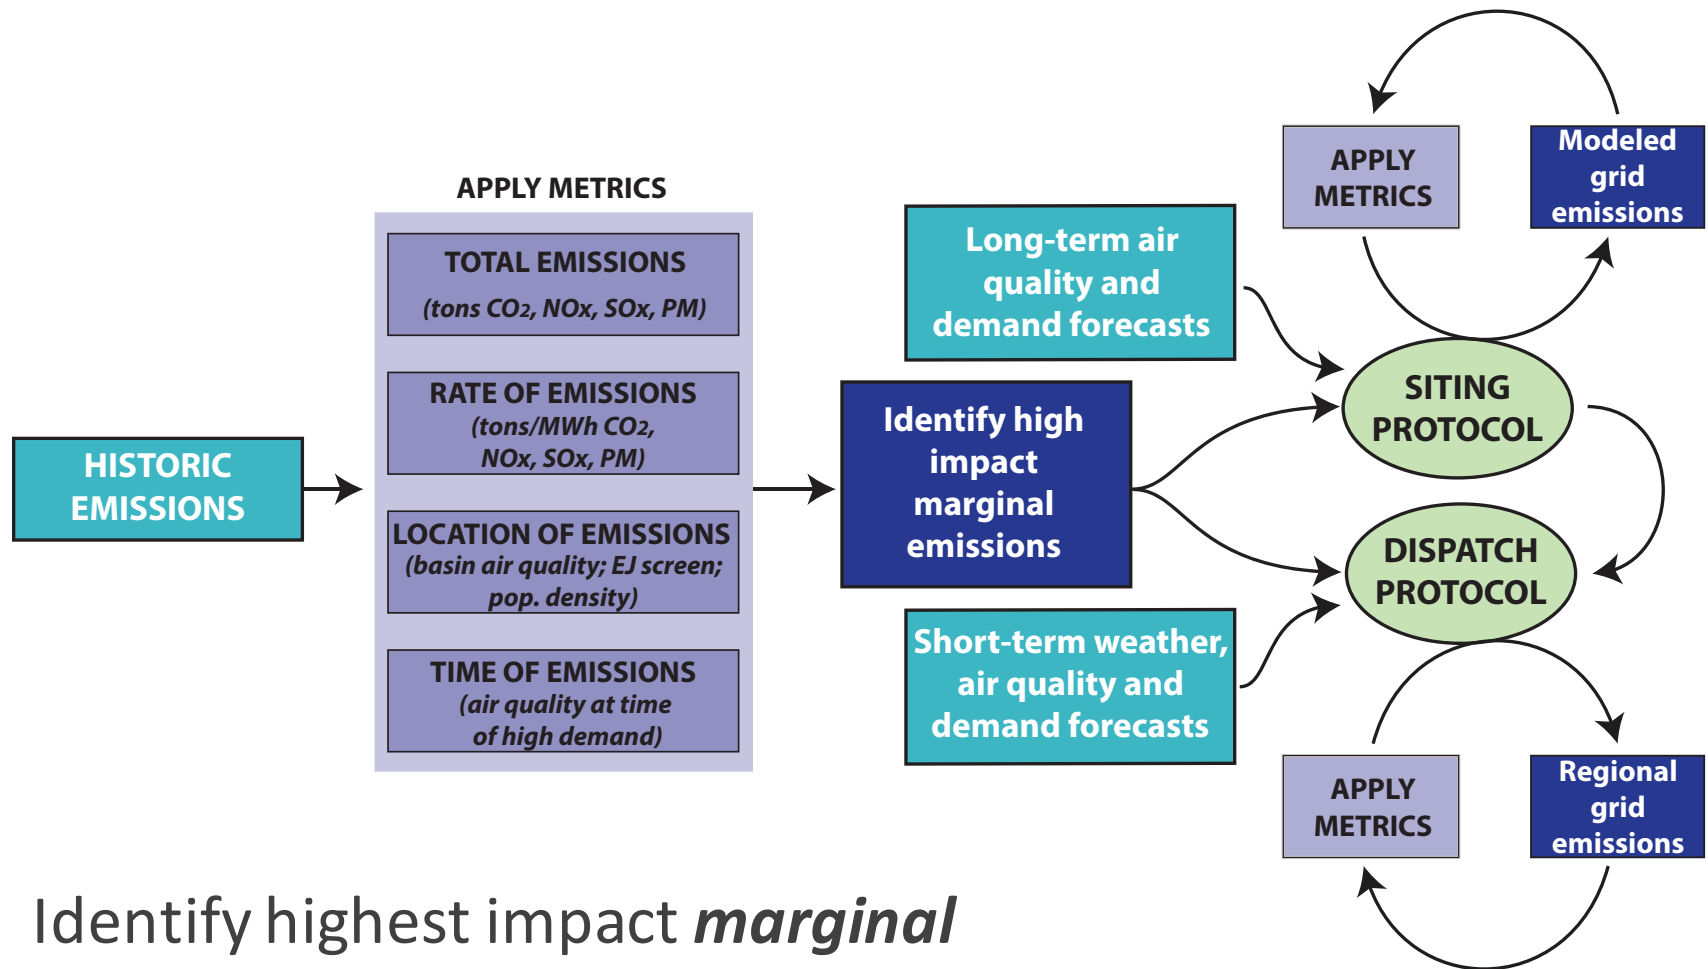 HISTORIC
EMISSIONS
APPLY METRICS
TOTAL EMISSIONS
(tons CO2, NOx, SOx, PM)
RATE OF EMISSIONS
(tons/MWh CO2,
NOx, SOx, PM)
LOCATION OF EMISSIONS
(basin air quality; EJ screen;
pop. density)
TIME OF EMISSIONS
(air quality at time
of high demand)
Long-term air
quality and
demand forecasts
Identify high
impact
marginal
emissions
Short-term weather,
air quality and
demand forecasts
APPLY
METRICS
Modeled
grid
emissions
SITING
PROTOCOL
DISPATCH
PROTOCOL
APPLY
METRICS
Regional
grid
emissions
Identify highest impact marginal